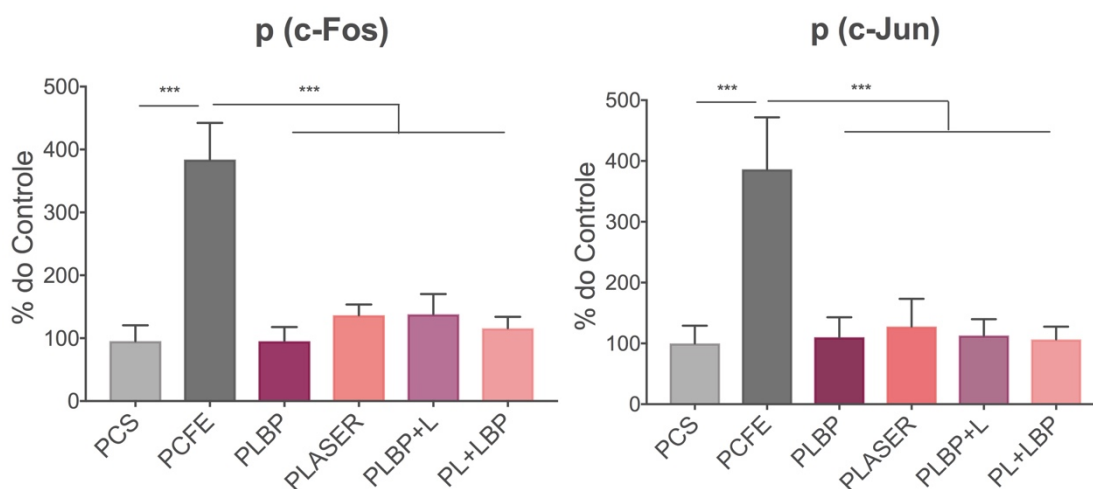 p (c-Fos)
% do Controle
500
400
300
200
100
0
***
***
PCS
PCFE
PLBP
PLASER
PLBP+L
PL+LBP
p (c-Jun)
% do Controle
500
400
300
200
100
0
***
***
PCS
PCFE
PLBP
PLASER
PLBP+L
PL+LBP